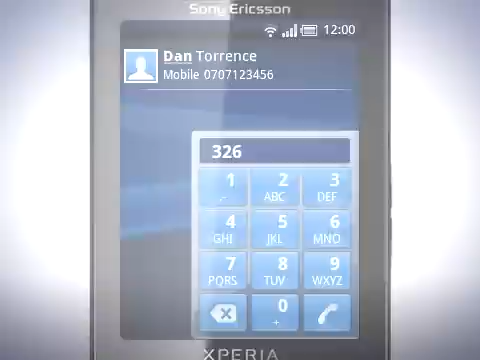 Sony Ericsson
12:00
Dan Torrence
Mobile 0707123456
326
1 2 3
ABC DEF
4 5 6
GHI JKL MNO
7 8 9
PQRS TUV WXYZ
0
+
XPERIA